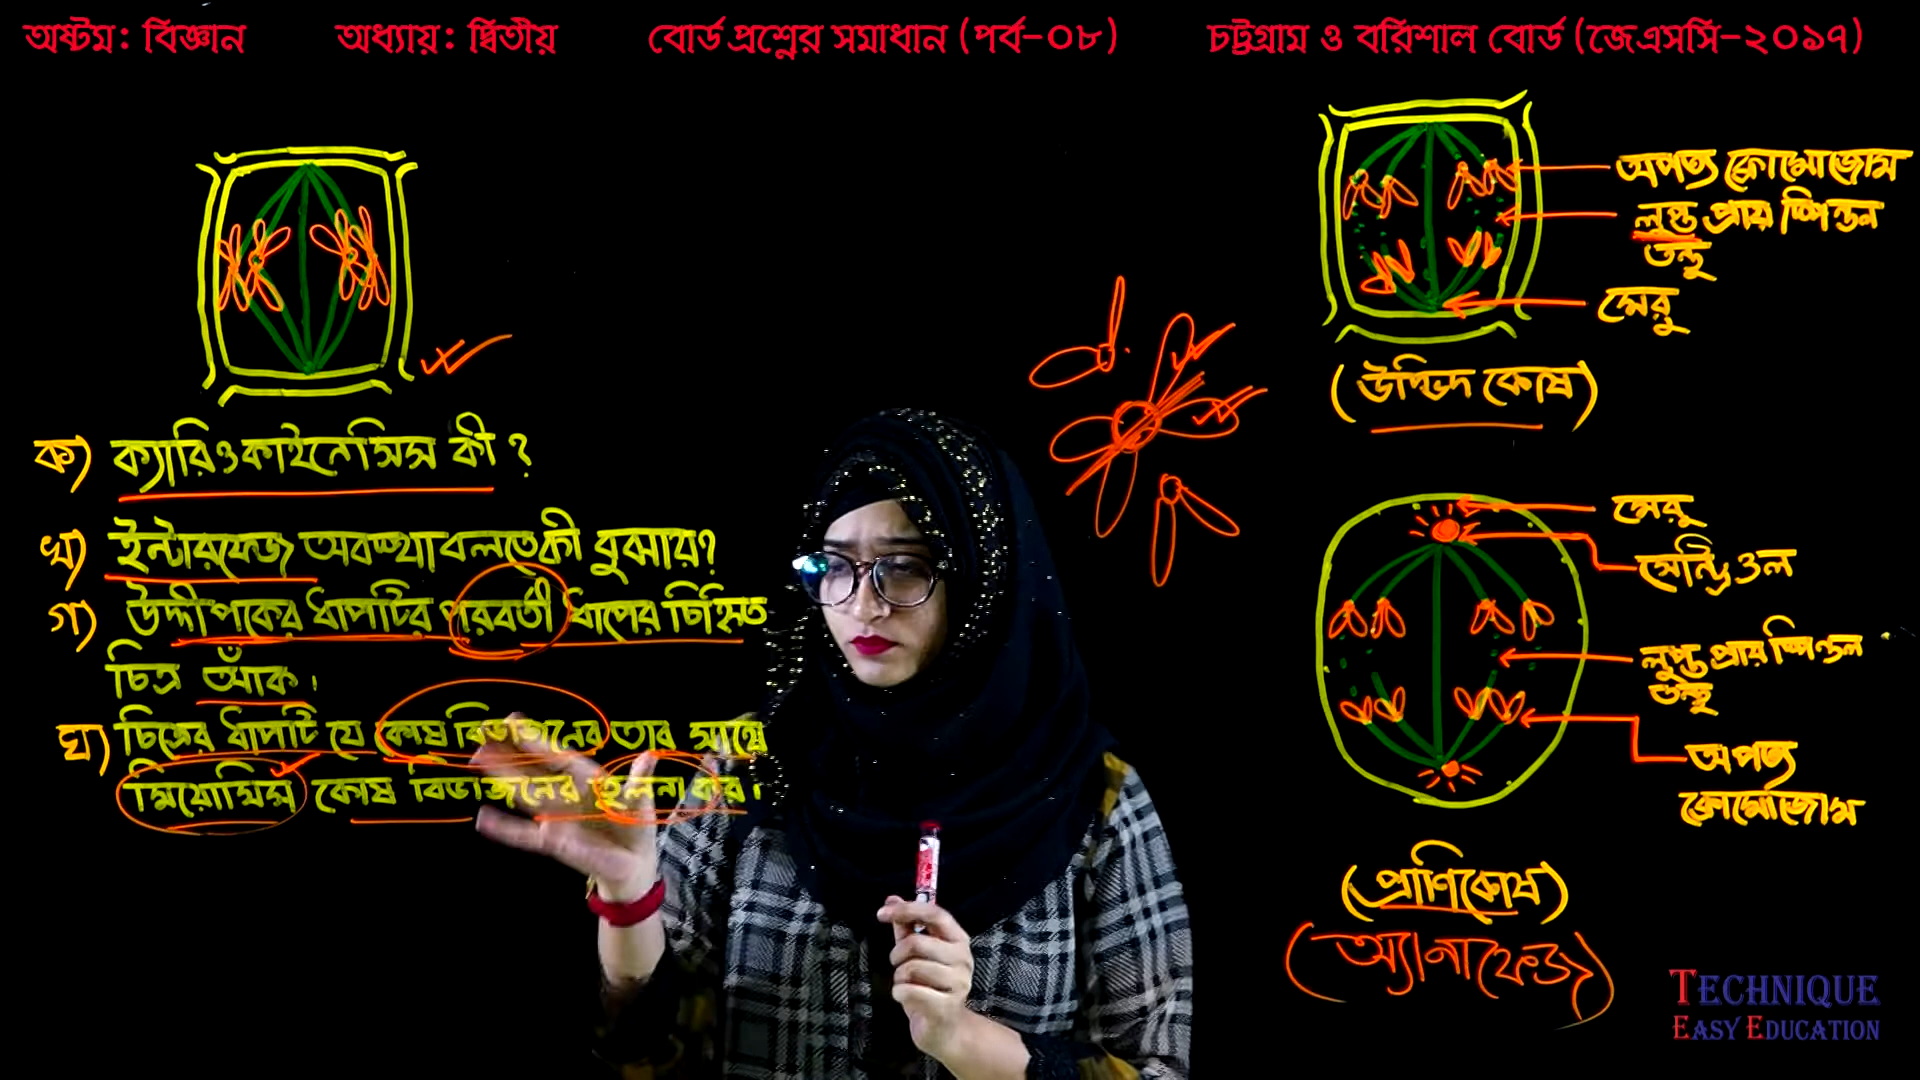 অষ্টম: বিজ্ঞান অধ্যায়: দ্বিতীয় বোর্ড প্রশ্নের সমাধান (পর্ব-০৮) চট্টগ্রাম ও বরিশাল বোর্ড (জেএসসি-২০১৭)
ক) ক্যারিওকাইনেসিস কী ?
খ) ইন্টারফেজ অবস্থা বলতে কী বুঝায়?
গ) উদ্দীপকের ধাপটির পরবর্তী ধাপের চিহ্নিত
চিত্র আঁক।
ঘ) চিত্রের ধাপটি যে কোষ বিভাজনের তার সাথে
মিয়োসিস কোষ বিভাজনের তুলনা কর।
অপত্য ক্রোমোজোম
লুপ্ত প্রায় স্পিন্ডল
তন্তু
মেরু
(উদ্ভিদ কোষ)
মেরু
সেন্ট্রিওল
লুপ্ত প্রায় স্পিন্ডল
তন্তু
অপত্য
ক্রোমোজোম
(প্রাণিকোষ)
(অ্যানাফেজ)
TECHNIQUE
EASY EDUCATION